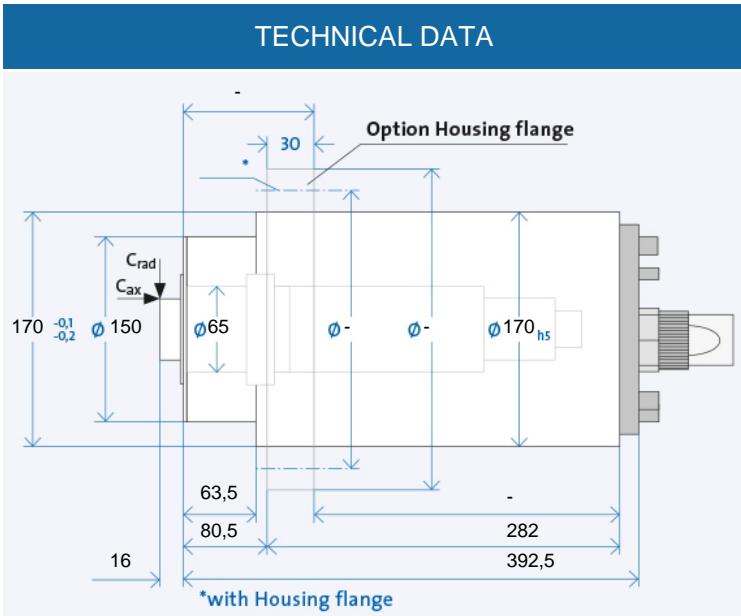 TECHNICAL DATA
-
Option Housing flange
30
*
Crad
Cax
170 -0,1 -0,2 Ø 150 Ø65 Ø- Ø- Ø170 h5
63,5 -
80,5 282
16 392,5
*with Housing flange